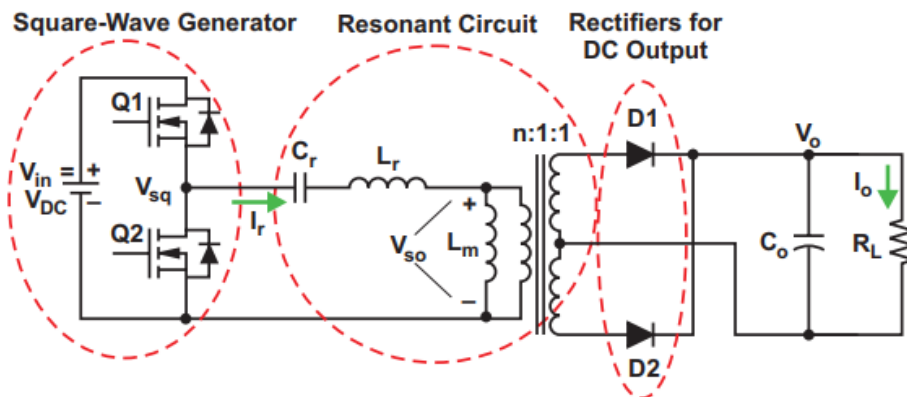 Square-Wave Generator
Resonant Circuit
Rectifiers for
DC Output
Q1
Vin =
VDC
+
–
Vsq
Q2
Ir
Cr
Lr
+
Vso
Lm
–
n:1:1
D1
D2
Vo
Io
Co
RL